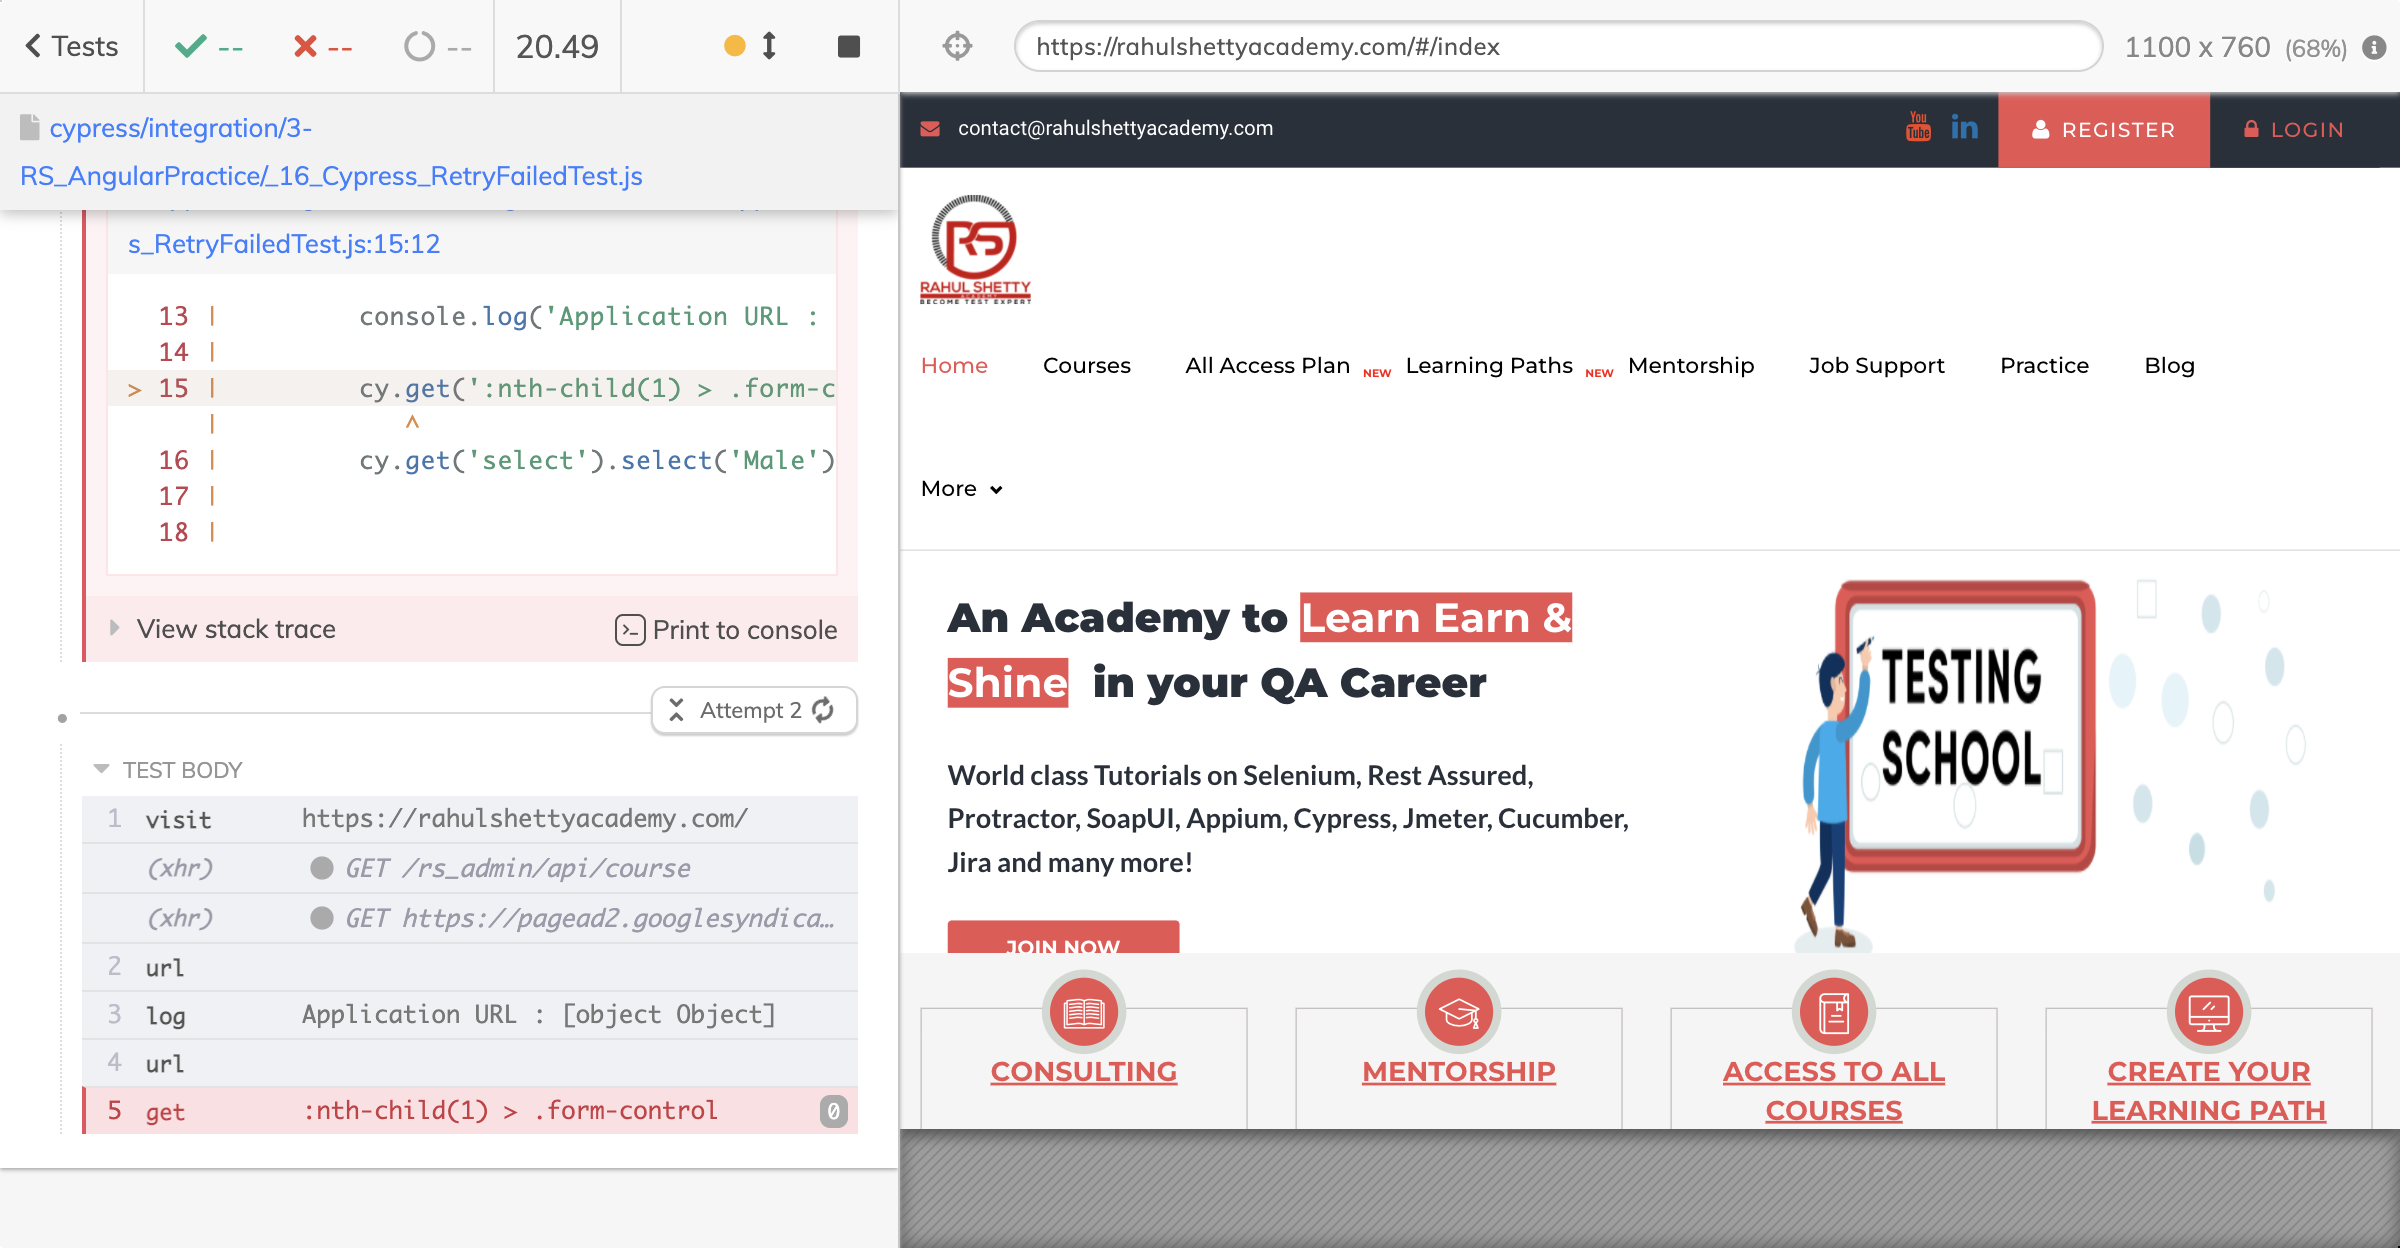 Tests -- -- -- 20.49
https://rahulshettyacademy.com/#/index
1100 x 760 (68%)
cypress/integration/3-
RS_AngularPractice/_16_Cypress_RetryFailedTest.js
s_RetryFailedTest.js:15:12
13 | console.log('Application URL :
14 |
> 15 | cy.get(':nth-child(1) > .form-c
| ^
16 | cy.get('select').select('Male')
17 |
18 |
View stack trace
Print to console
Attempt 2
TEST BODY
1 visit https://rahulshettyacademy.com/
(xhr) GET /rs_admin/api/course
(xhr) GET https://pagead2.googlesyndica…
2 url
3 log Application URL : [object Object]
4 url
5 get :nth-child(1) > .form-control 0
contact@rahulshettyacademy.com
You
Tube
in
REGISTER
LOGIN
RS
RAHUL SHETTY
ACADEMY
BECOME TEST EXPERT
Home Courses All Access Plan NEW Learning Paths NEW Mentorship Job Support Practice Blog
More
An Academy to Learn Earn &
Shine in your QA Career
World class Tutorials on Selenium, Rest Assured,
Protractor, SoapUI, Appium, Cypress, Jmeter, Cucumber,
Jira and many more!
JOIN NOW
TESTING
SCHOOL
CONSULTING
MENTORSHIP
ACCESS TO ALL
COURSES
CREATE YOUR
LEARNING PATH